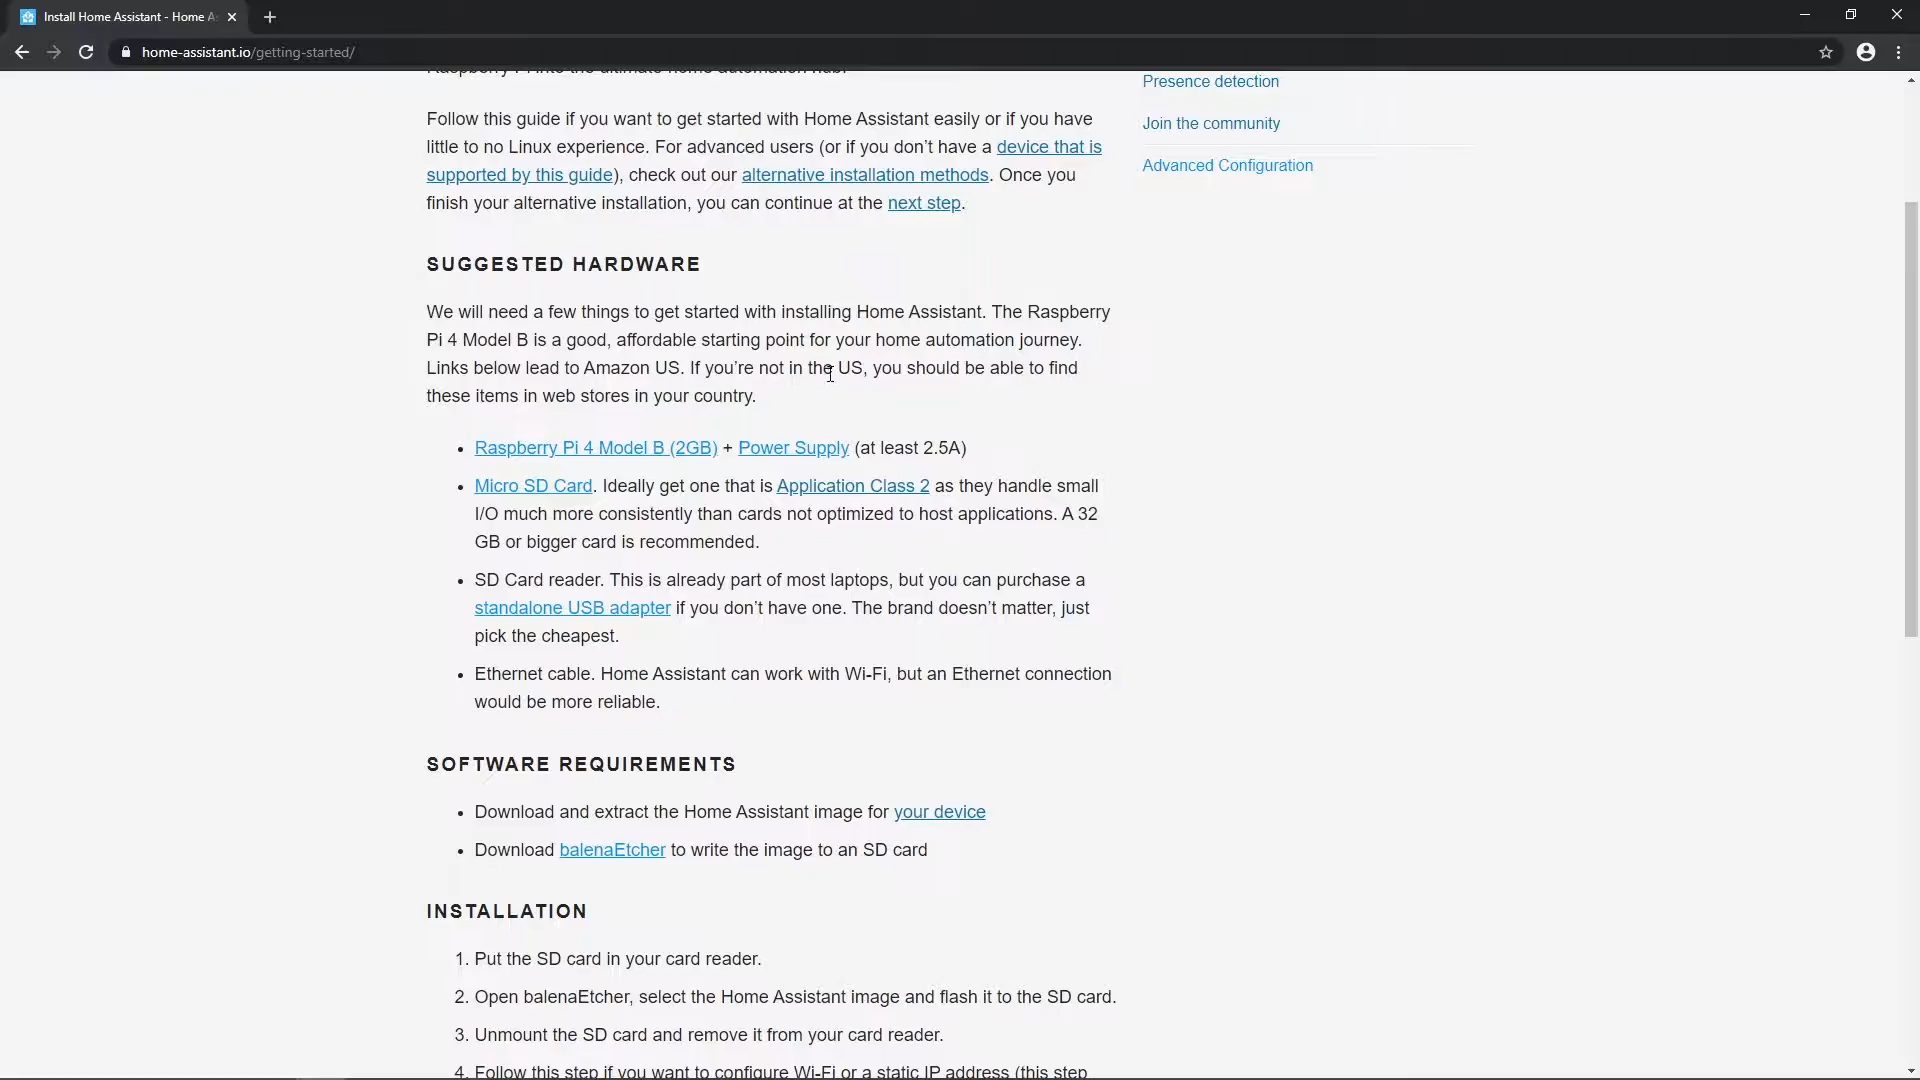 Install Home Assistant - Home A
home-assistant.io/getting-started/
Raspberry Pi into the ultimate home automation hub.
Presence detection
Follow this guide if you want to get started with Home Assistant easily or if you have
Join the community
little to no Linux experience. For advanced users (or if you don’t have a device that is
Advanced Configuration
supported by this guide), check out our alternative installation methods. Once you
finish your alternative installation, you can continue at the next step.
SUGGESTED HARDWARE
We will need a few things to get started with installing Home Assistant. The Raspberry
Pi 4 Model B is a good, affordable starting point for your home automation journey.
Links below lead to Amazon US. If you’re not in the US, you should be able to find
these items in web stores in your country.
• Raspberry Pi 4 Model B (2GB) + Power Supply (at least 2.5A)
• Micro SD Card. Ideally get one that is Application Class 2 as they handle small
I/O much more consistently than cards not optimized to host applications. A 32
GB or bigger card is recommended.
• SD Card reader. This is already part of most laptops, but you can purchase a
standalone USB adapter if you don’t have one. The brand doesn’t matter, just
pick the cheapest.
• Ethernet cable. Home Assistant can work with Wi-Fi, but an Ethernet connection
would be more reliable.
SOFTWARE REQUIREMENTS
• Download and extract the Home Assistant image for your device
• Download balenaEtcher to write the image to an SD card
INSTALLATION
1. Put the SD card in your card reader.
2. Open balenaEtcher, select the Home Assistant image and flash it to the SD card.
3. Unmount the SD card and remove it from your card reader.
4. Follow this step if you want to configure Wi-Fi or a static IP address (this step